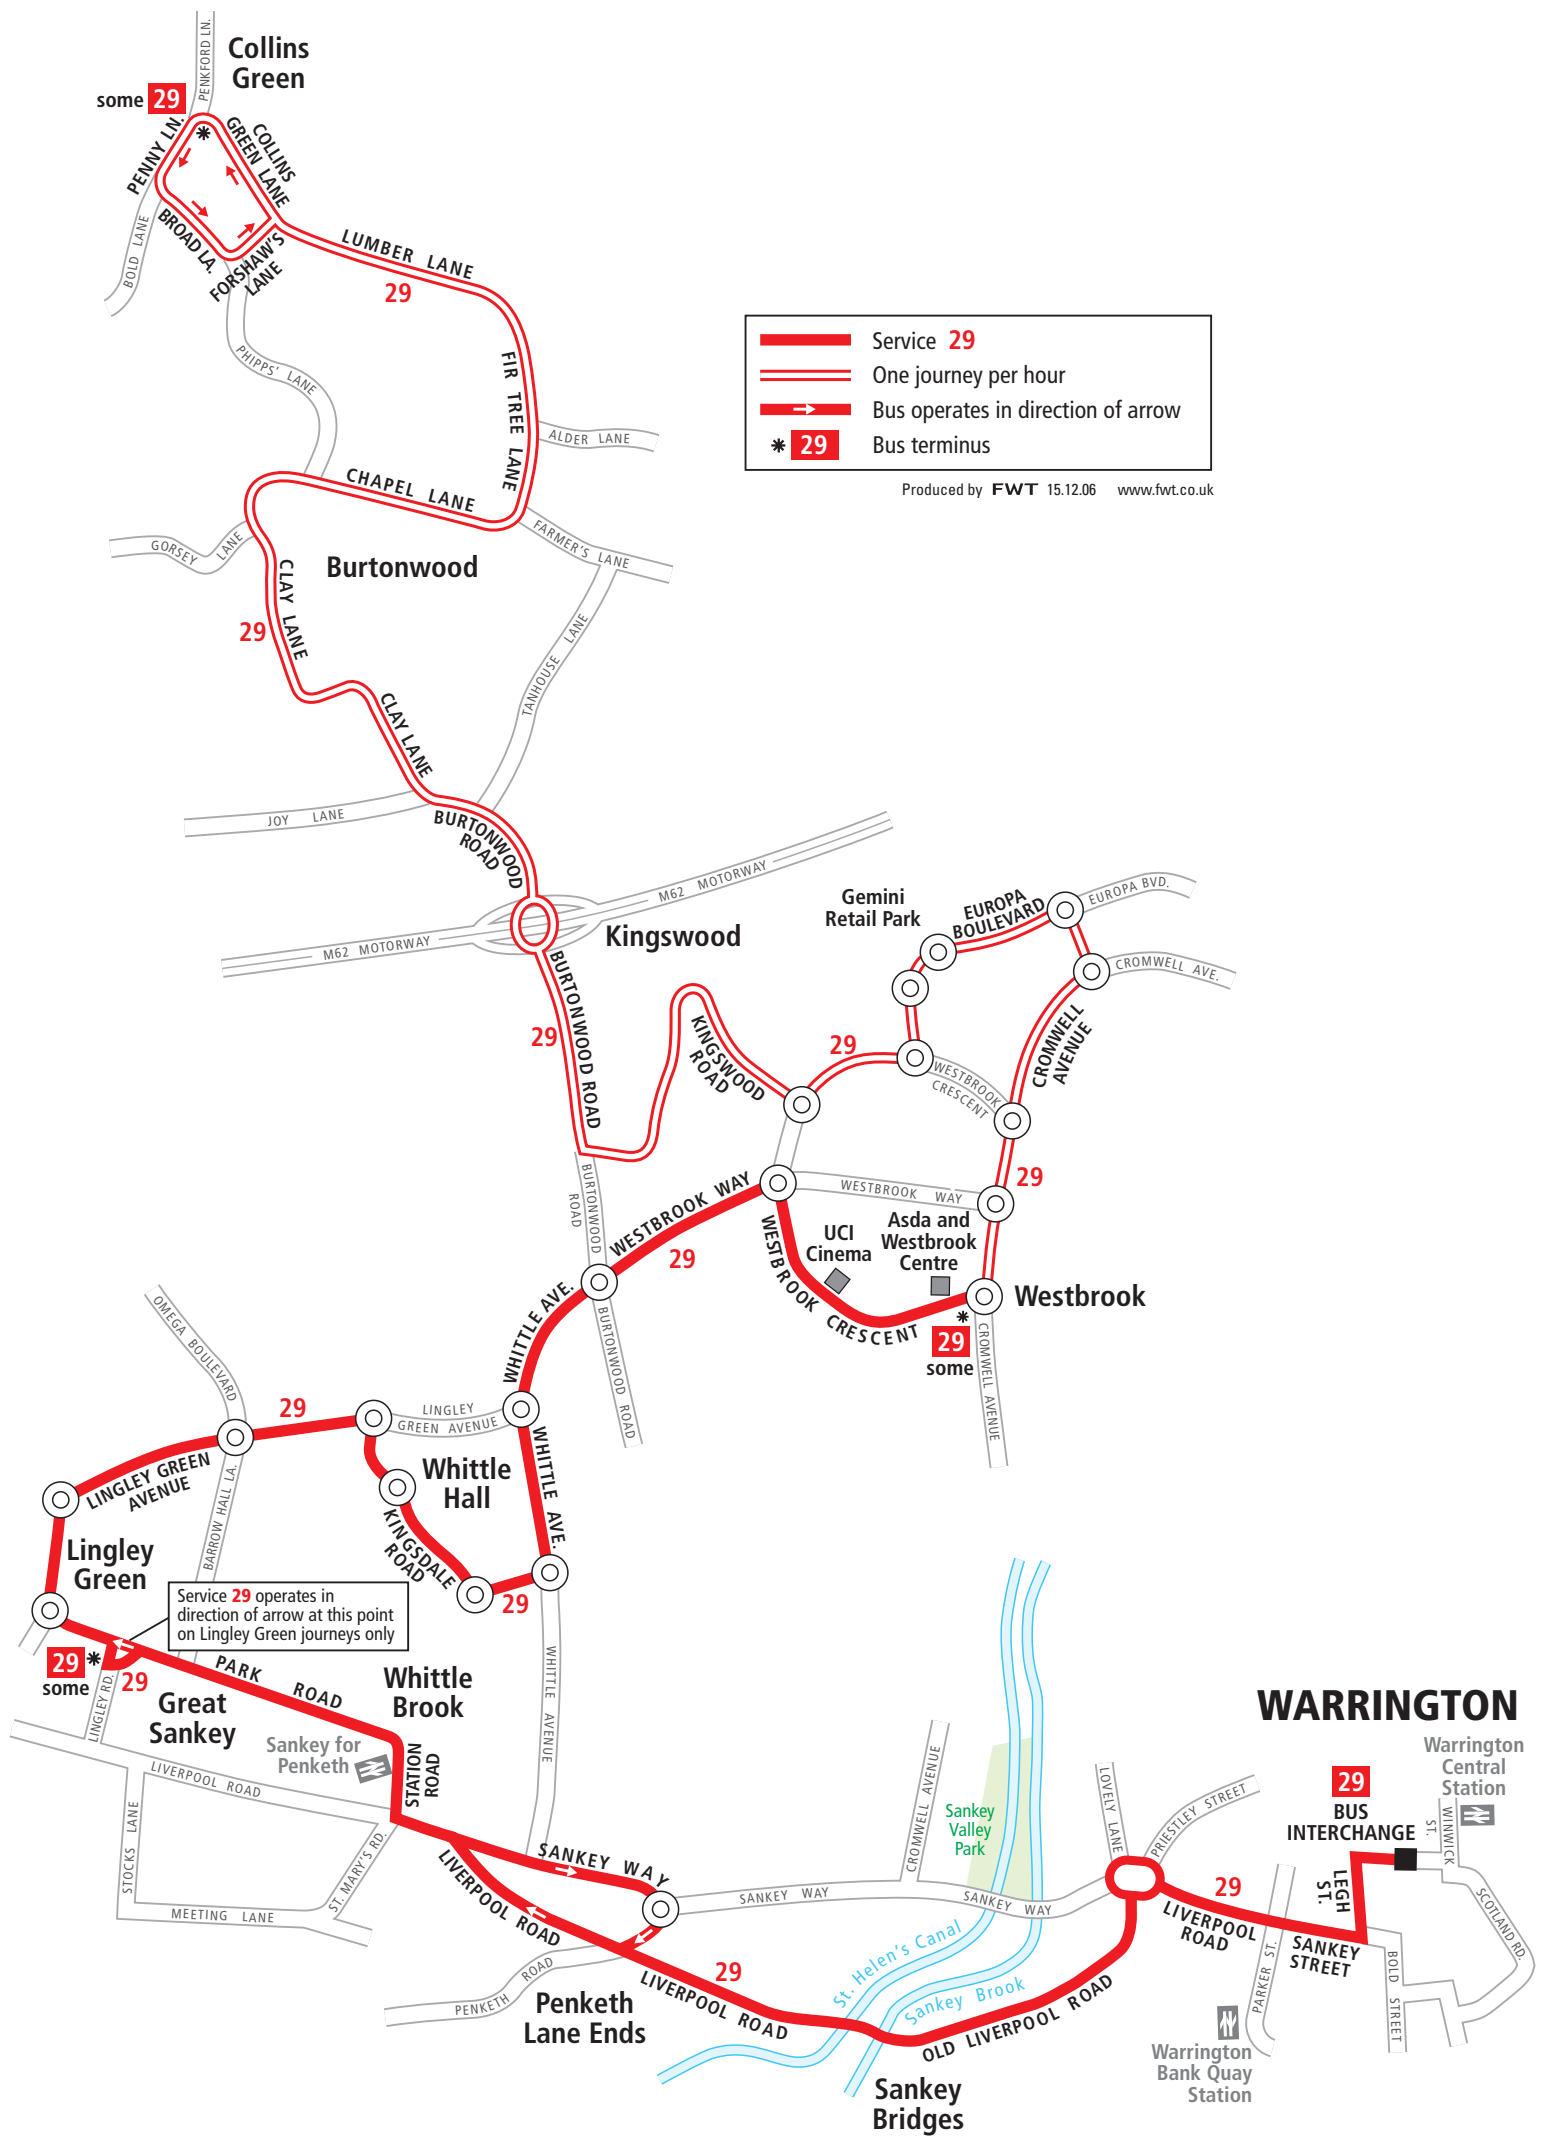 PENKFORD LN.
Collins
Green
some 29
PENNY LN.
COLLINS
GREEN LANE
BOLD LANE
BROAD LA.
FORSHAW'S
LANE
LUMBER LANE
29
PHIPPS' LANE
FIR TREE LANE
ALDER LANE
Service 29
One journey per hour
Bus operates in direction of arrow
29 Bus terminus
Produced by FWT 15.12.06 www.fwt.co.uk
CHAPEL LANE
FARMER'S LANE
GORSEY LANE
Burtonwood
CLAY LANE
29
TANHOUSE LANE
CLAY LANE
JOY LANE
BURTONWOOD
ROAD
M62 MOTORWAY
M62 MOTORWAY
Kingswood
Gemini
Retail Park
EUROPA
BOULEVARD
EUROPA BVD.
CROMWELL AVE.
BURTONWOOD ROAD
29
KINGSWOOD
ROAD
29
CROMWELL
AVENUE
WESTBROOK
CRESCENT
BURTONWOOD
ROAD
WESTBROOK WAY
29
WESTBROOK WAY
29
UCI
Cinema
Asda and
Westbrook
Centre
WESTBROOK CRESCENT
Westbrook
29
some
CROMWELL AVENUE
WHITTLE AVE.
BURTONWOOD ROAD
OMEGA BOULEVARD
29
LINGLEY
GREEN AVENUE
LINGLEY GREEN
AVENUE
BARROW HALL LA.
Whittle
Hall
WHITTLE AVE.
KINGSDALE
ROAD
29
Lingley
Green
Service 29 operates in
direction of arrow at this point
on Lingley Green journeys only
29
some
29
LINGLEY RD.
PARK ROAD
Great
Sankey
Whittle
Brook
WHITTLE AVENUE
Sankey for
Penketh
STATION
ROAD
LIVERPOOL ROAD
STOCKS LANE
ST. MARY'S RD.
MEETING LANE
SANKEY WAY
LIVERPOOL ROAD
PENKETH ROAD
Penketh
Lane Ends
29
LIVERPOOL ROAD
SANKEY WAY
CROMWELL AVENUE
Sankey
Valley
Park
SANKEY WAY
St. Helen's Canal
Sankey Brook
OLD LIVERPOOL ROAD
Sankey
Bridges
LOVELY LANE
PRIESTLEY STREET
WARRINGTON
Warrington
Central
Station
29
BUS
INTERCHANGE
WINWICK
ST.
LEGH
ST.
29
LIVERPOOL
ROAD
SANKEY
STREET
PARKER ST.
BOLD STREET
SCOTLAND RD.
Warrington
Bank Quay
Station